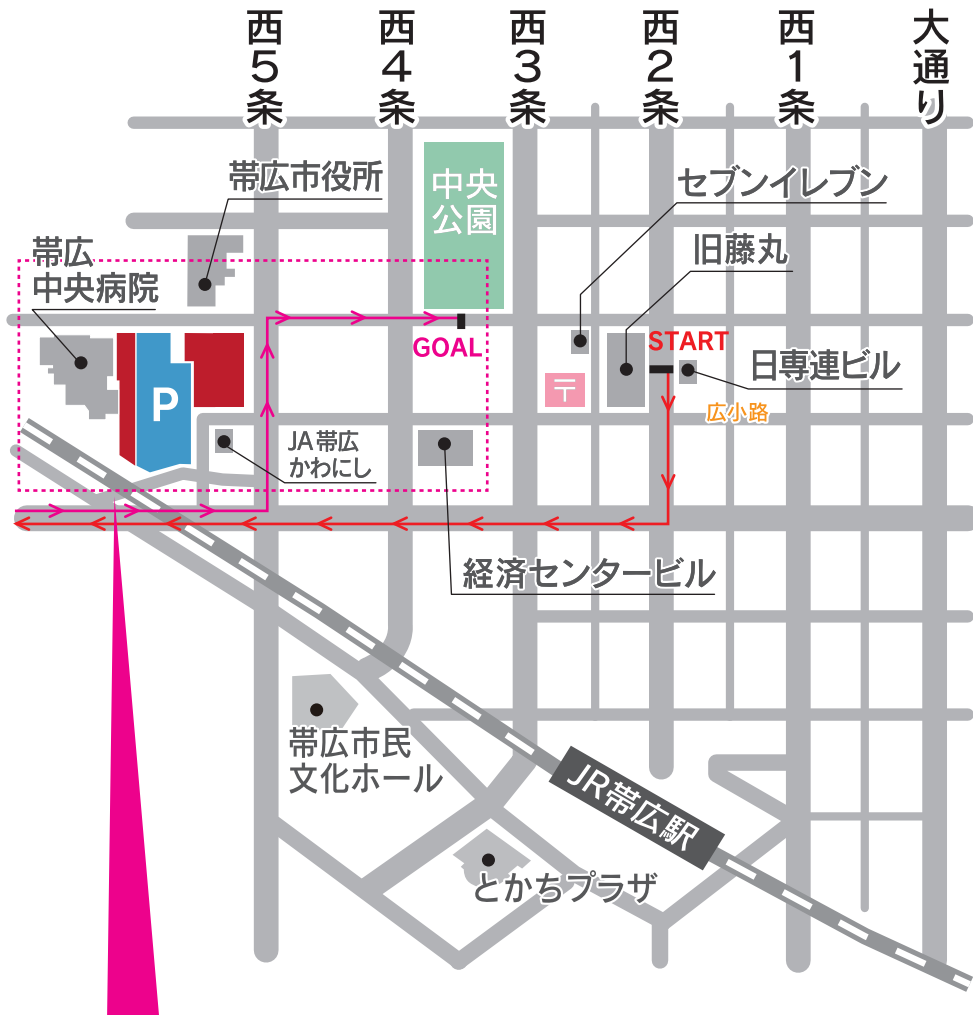 西5条
西4条
西3条
西2条
西1条
大通り
帯広市役所
中央
公園
セブンイレブン
帯広
中央病院
旧藤丸
START
GOAL
日専連ビル
P
〒
広小路
JA帯広
かわにし
経済センタービル
帯広市民
文化ホール
JR帯広駅
とかちプラザ